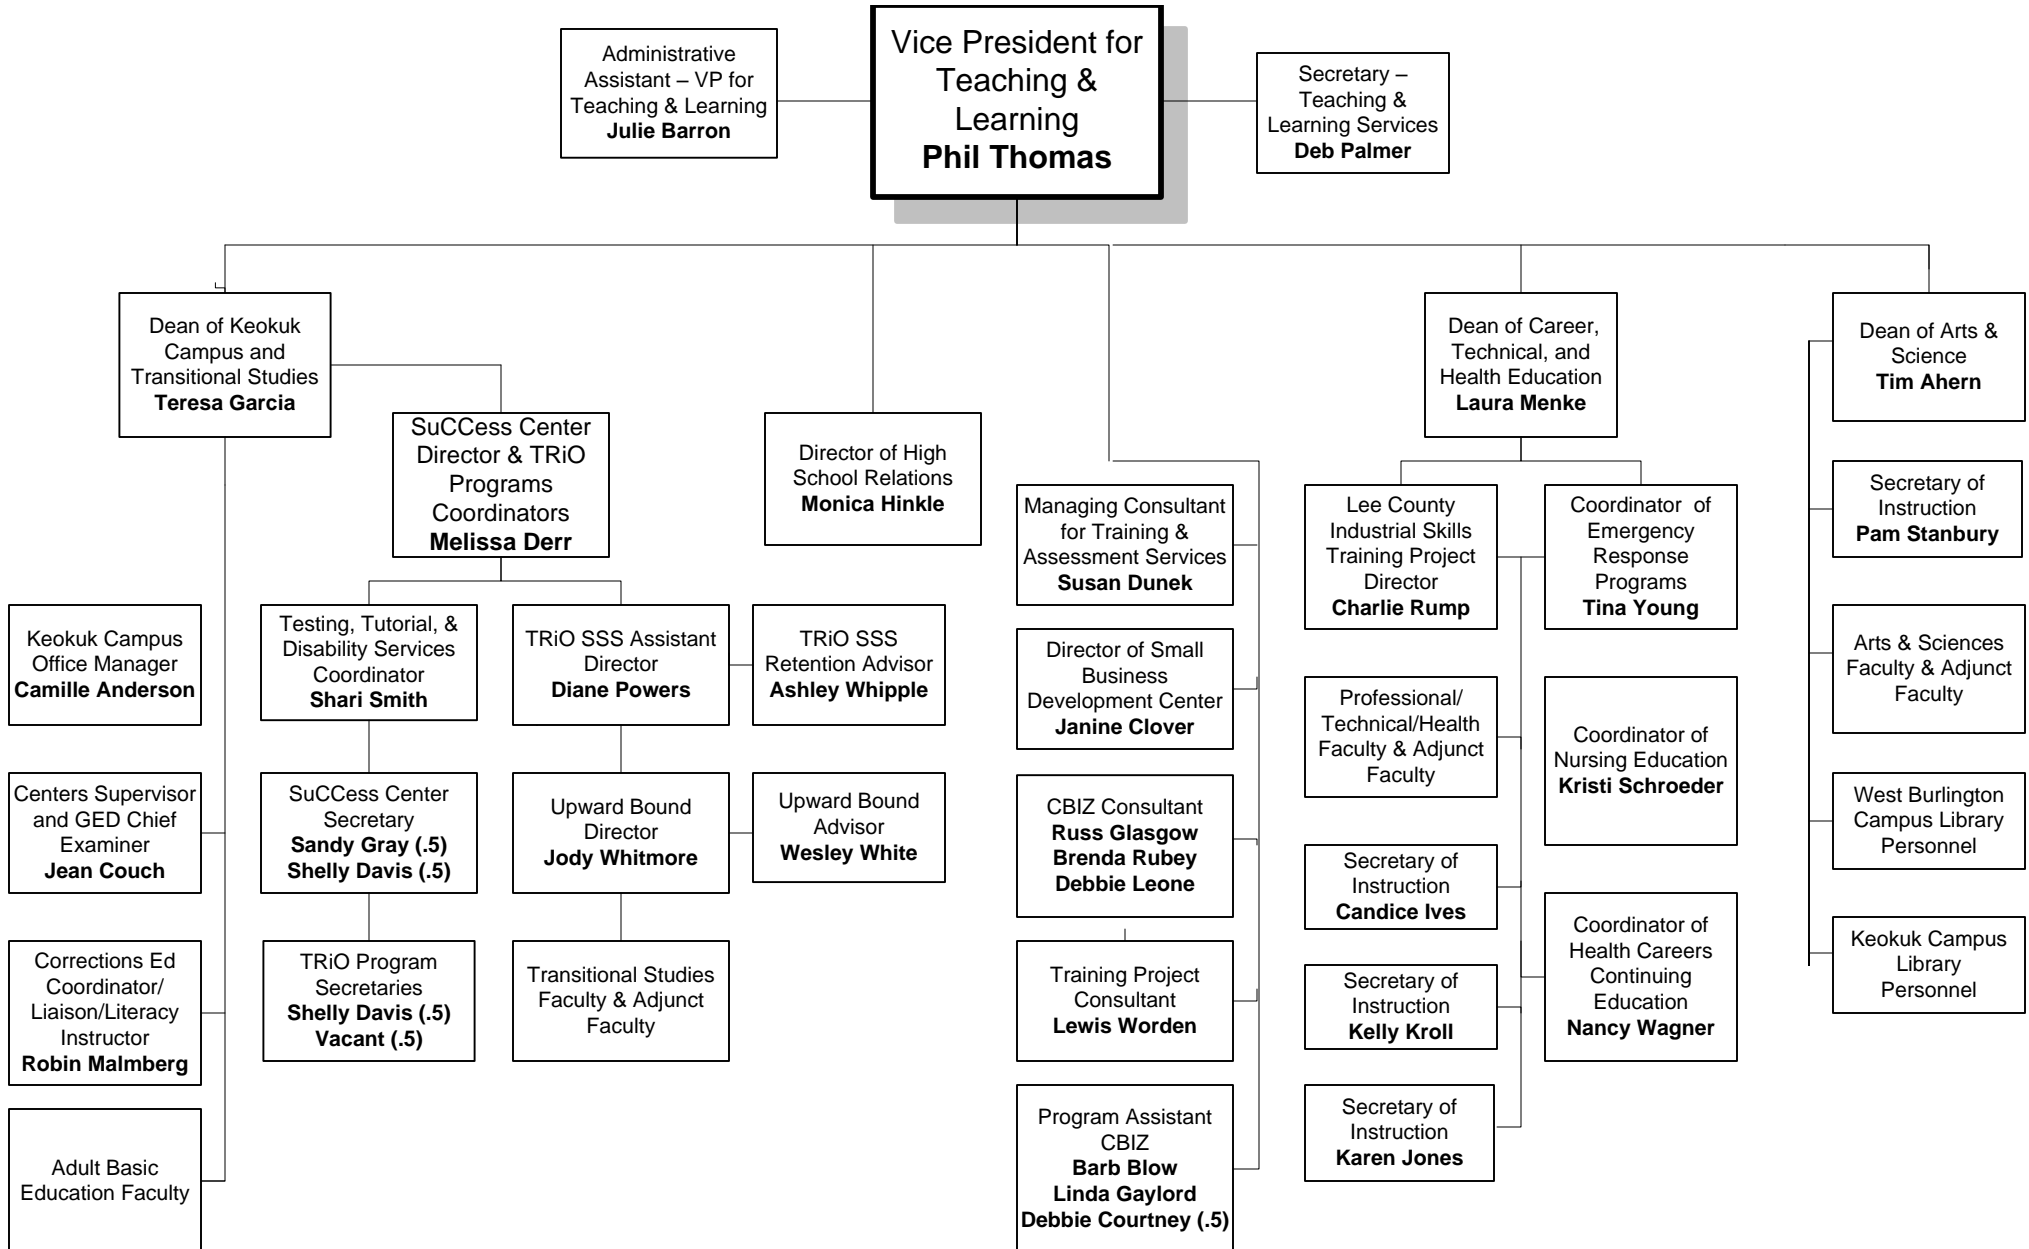 Administrative
Assistant – VP for
Teaching & Learning
Julie Barron
Vice President for
Teaching &
Learning
Phil Thomas
Secretary –
Teaching &
Learning Services
Deb Palmer
Dean of Keokuk
Campus and
Transitional Studies
Teresa Garcia
SuCCess Center
Director & TRiO
Programs
Coordinators
Melissa Derr
Director of High
School Relations
Monica Hinkle
Dean of Career,
Technical, and
Health Education
Laura Menke
Dean of Arts &
Science
Tim Ahern
Keokuk Campus
Office Manager
Camille Anderson
Centers Supervisor
and GED Chief
Examiner
Jean Couch
Corrections Ed
Coordinator/
Liaison/Literacy
Instructor
Robin Malmberg
Adult Basic
Education Faculty
Testing, Tutorial, &
Disability Services
Coordinator
Shari Smith
SuCCess Center
Secretary
Sandy Gray (.5)
Shelly Davis (.5)
TRiO Program
Secretaries
Shelly Davis (.5)
Vacant (.5)
TRiO SSS Assistant
Director
Diane Powers
Upward Bound
Director
Jody Whitmore
Transitional Studies
Faculty & Adjunct
Faculty
TRiO SSS
Retention Advisor
Ashley Whipple
Upward Bound
Advisor
Wesley White
Managing Consultant
for Training &
Assessment Services
Susan Dunek
Director of Small
Business
Development Center
Janine Clover
CBIZ Consultant
Russ Glasgow
Brenda Rubey
Debbie Leone
Training Project
Consultant
Lewis Worden
Program Assistant
CBIZ
Barb Blow
Linda Gaylord
Debbie Courtney (.5)
Lee County
Industrial Skills
Training Project
Director
Charlie Rump
Professional/
Technical/Health
Faculty & Adjunct
Faculty
Secretary of
Instruction
Candice Ives
Secretary of
Instruction
Kelly Kroll
Secretary of
Instruction
Karen Jones
Coordinator of
Emergency
Response
Programs
Tina Young
Coordinator of
Nursing Education
Kristi Schroeder
Coordinator of
Health Careers
Continuing
Education
Nancy Wagner
Secretary of
Instruction
Pam Stanbury
Arts & Sciences
Faculty & Adjunct
Faculty
West Burlington
Campus Library
Personnel
Keokuk Campus
Library
Personnel